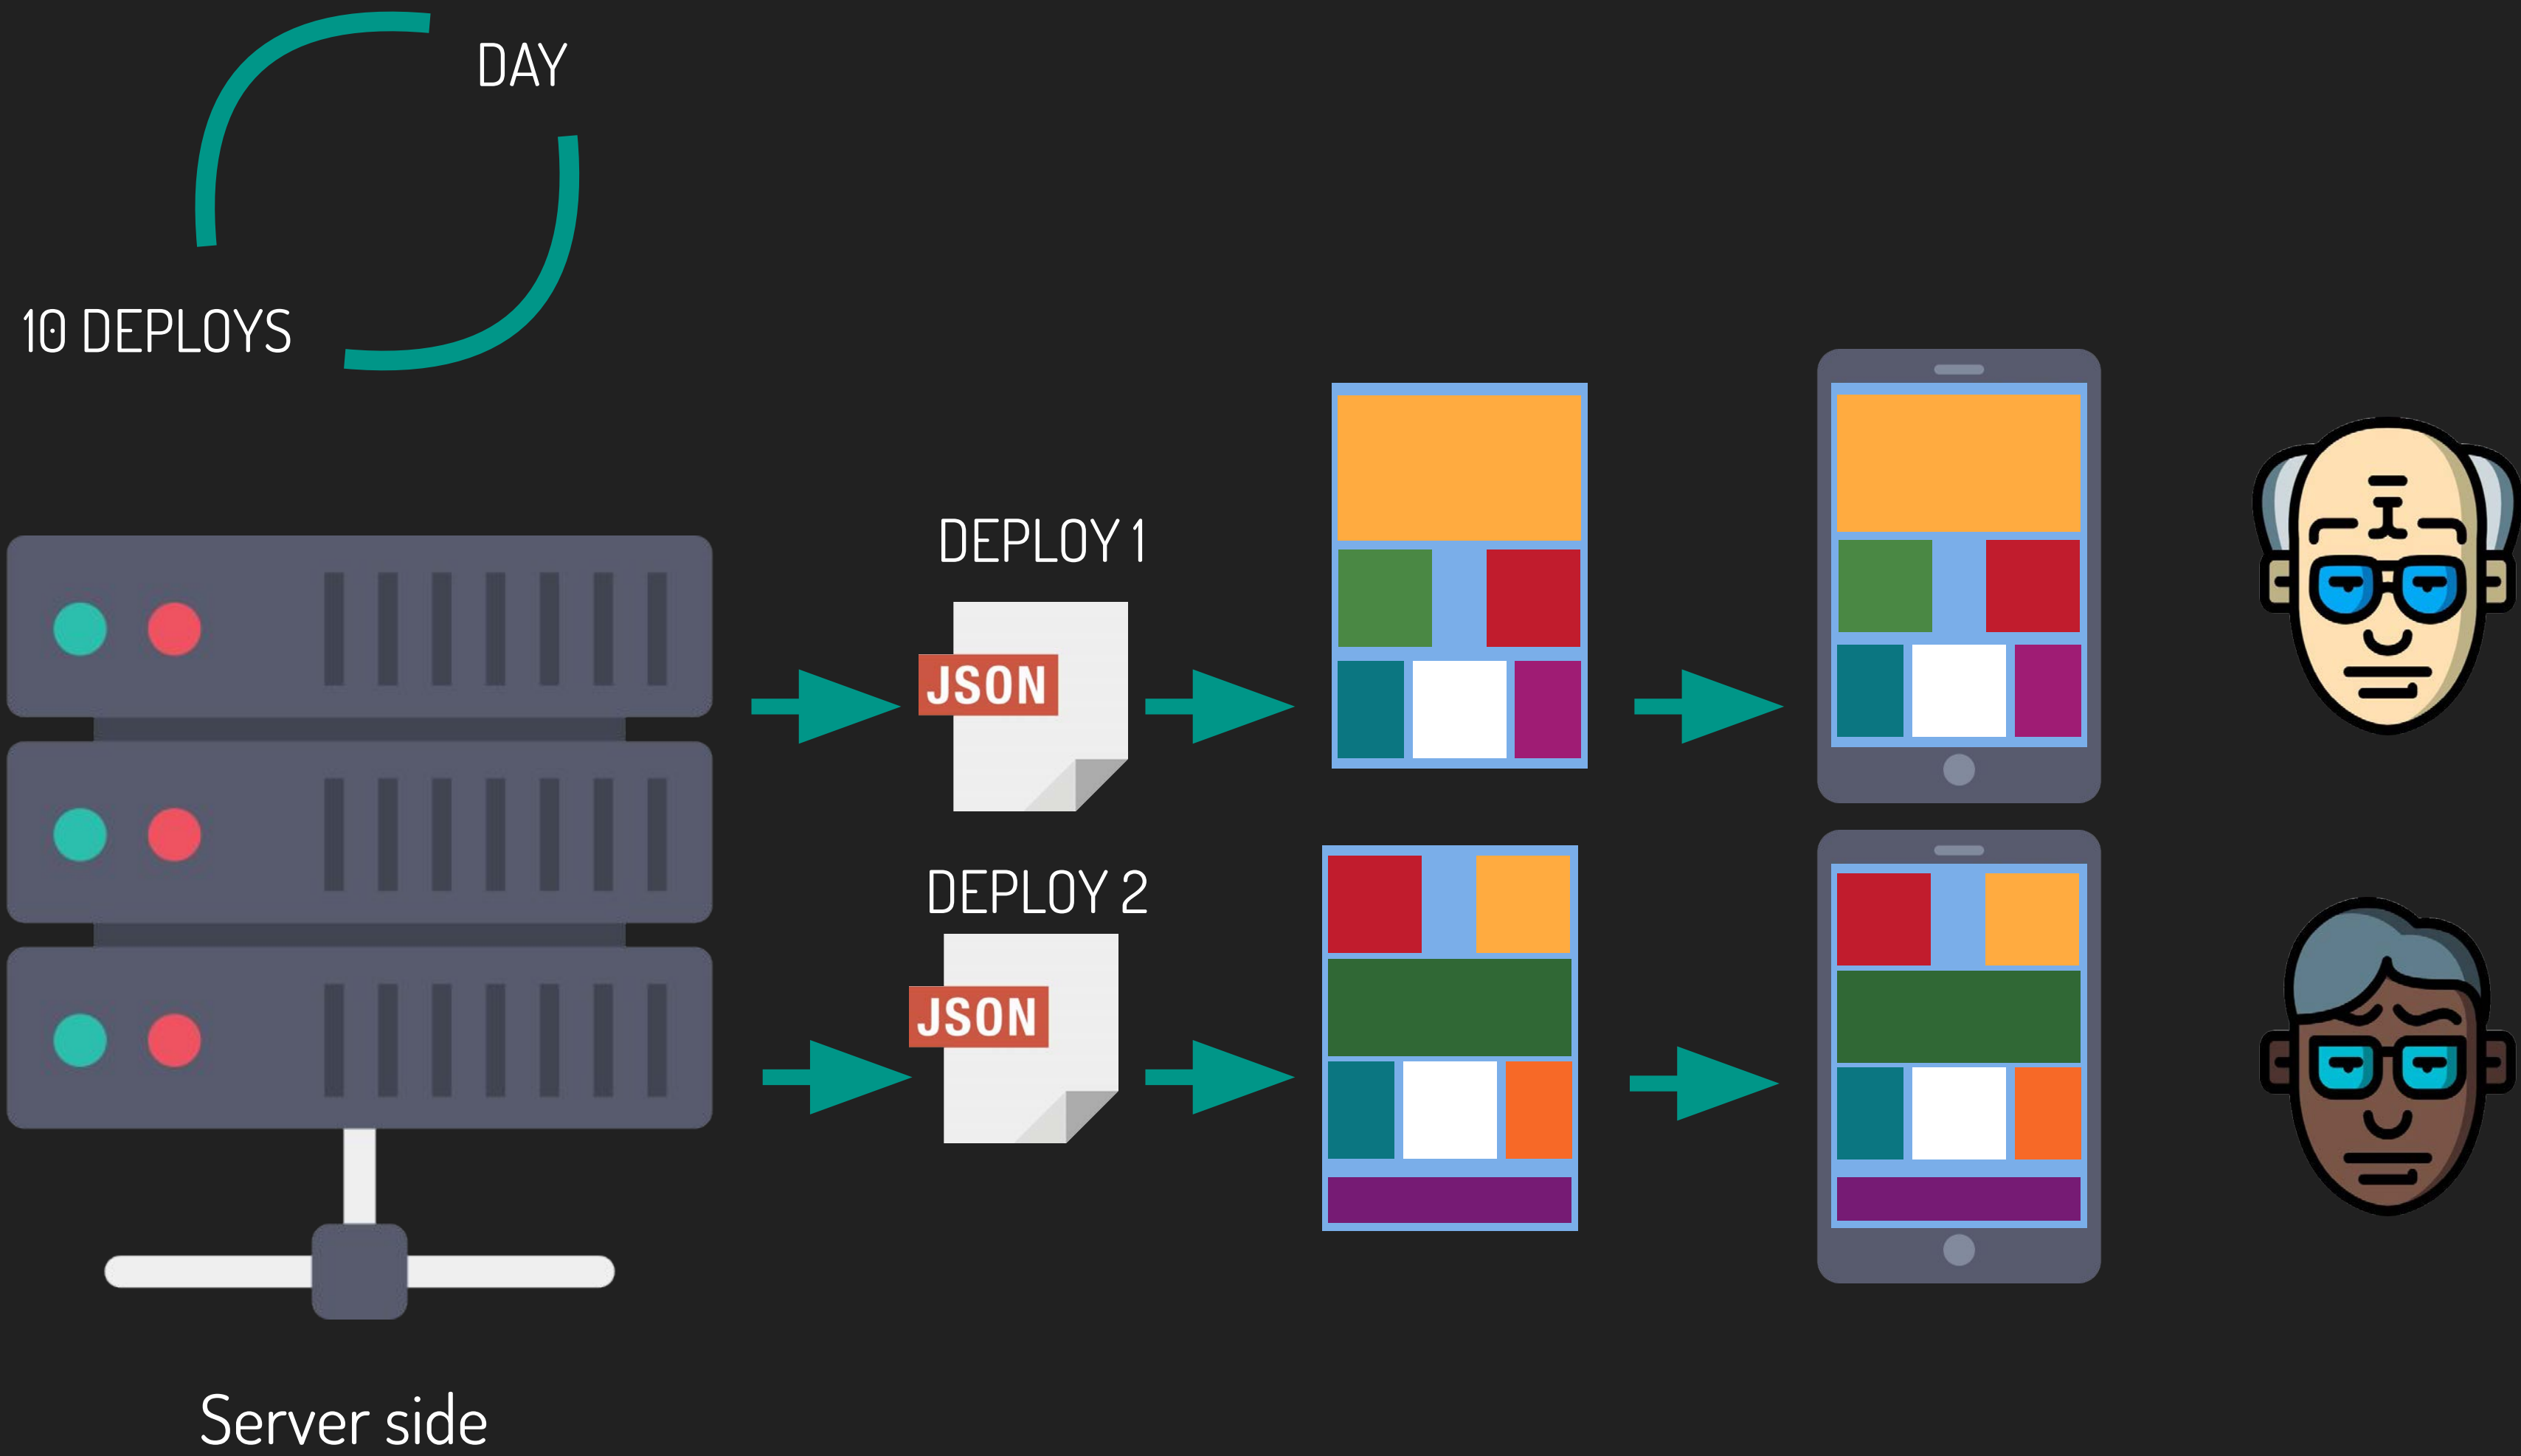 DAY
10 DEPLOYS
DEPLOY 1
JSON
DEPLOY 2
JSON
Server side